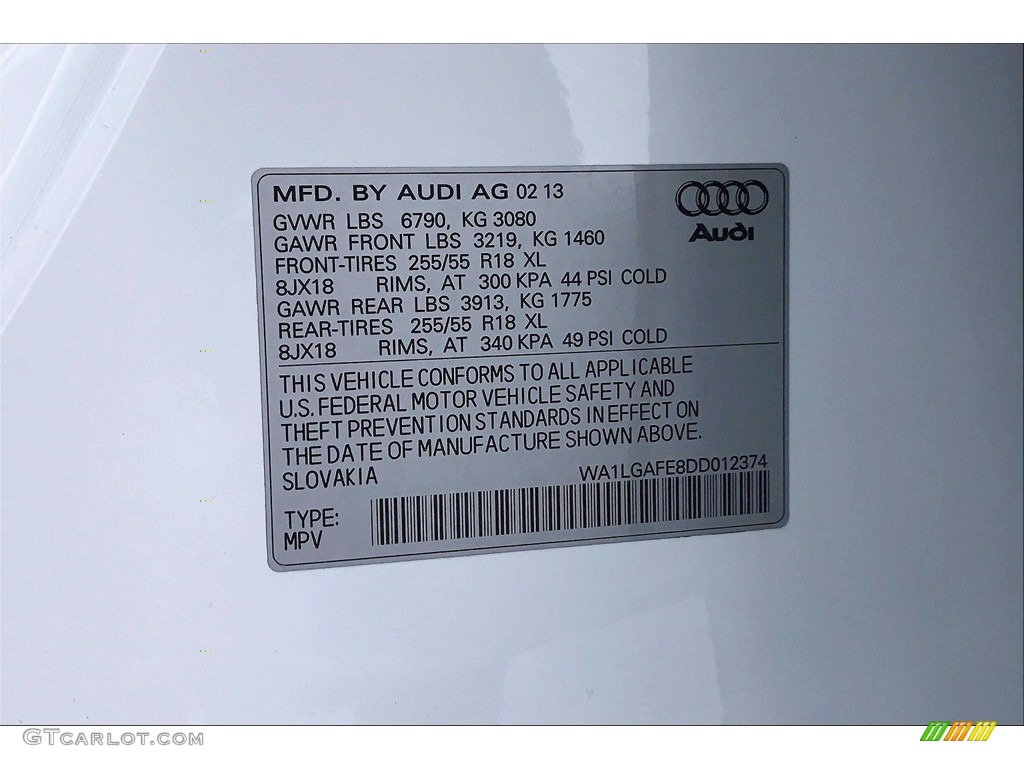 MFD. BY AUDI AG 02 13
Audi
GVWR LBS 6790, KG 3080
GAWR FRONT LBS 3219, KG 1460
FRONT-TIRES 255/55 R18 XL
8JX18 RIMS, AT 300 KPA 44 PSI COLD
GAWR REAR LBS 3913, KG 1775
REAR-TIRES 255/55 R18 XL
8JX18 RIMS, AT 340 KPA 49 PSI COLD
THIS VEHICLE CONFORMS TO ALL APPLICABLE
U.S. FEDERAL MOTOR VEHICLE SAFETY AND
THEFT PREVENTION STANDARDS IN EFFECT ON
THE DATE OF MANUFACTURE SHOWN ABOVE.
SLOVAKIA WA1LGAFE8DD012374
TYPE:
MPV
GTCARLOT.COM